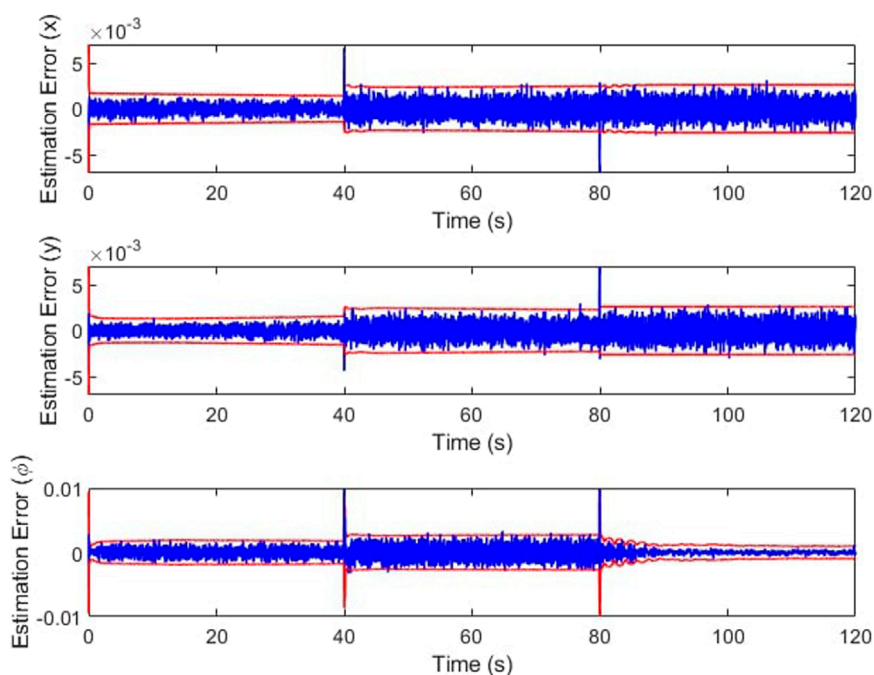 ×10-3
Estimation Error (x)
5
0
-5
0 20 40 60 80 100 120
Time (s)
×10-3
Estimation Error (y)
5
0
-5
0 20 40 60 80 100 120
Time (s)
Estimation Error (ϕ)
0.01
0
-0.01
0 20 40 60 80 100 120
Time (s)